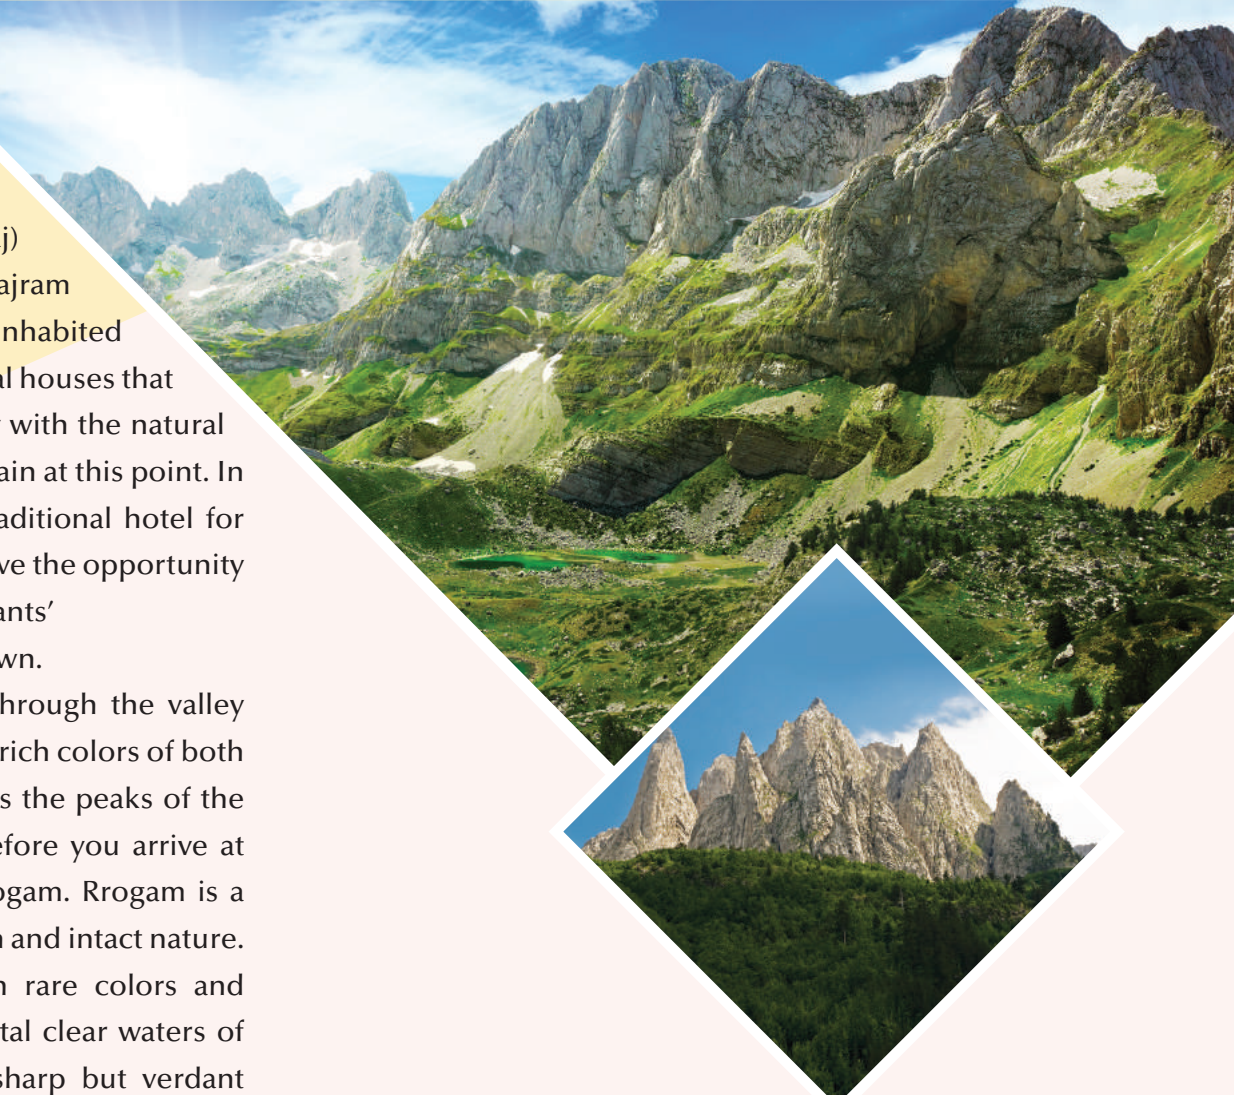 j)
ajram
nhabited
al houses that
with the natural
ain at this point. In
aditional hotel for
ve the opportunity
ants’
wn.
hrough the valley
rich colors of both
s the peaks of the
efore you arrive at
ogam. Rrogam is a
and intact nature.
rare colors and
tal clear waters of
sharp but verdant